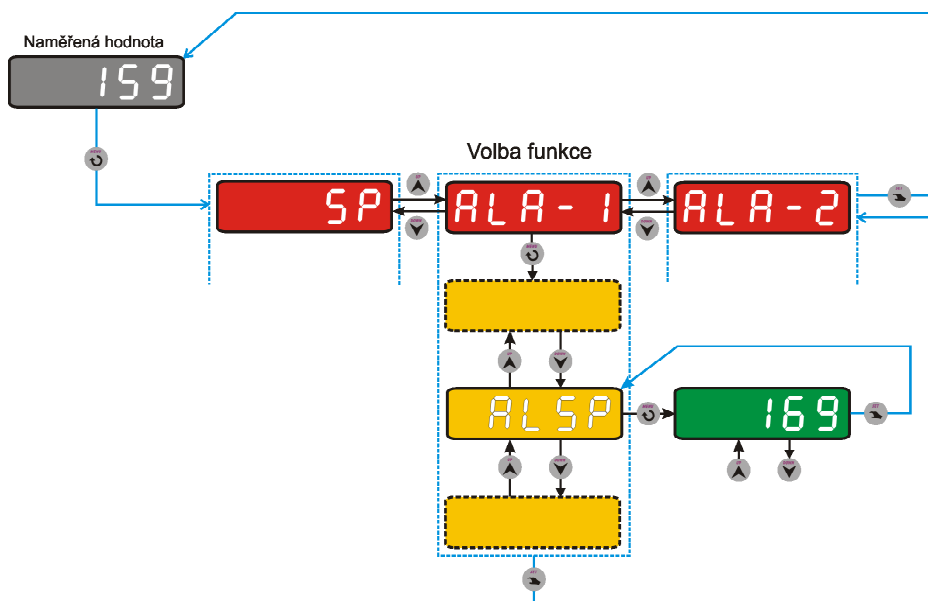 Naměřená hodnota
159
Volba funkce
SP
ALA-1
ALA-2
ALSP
169